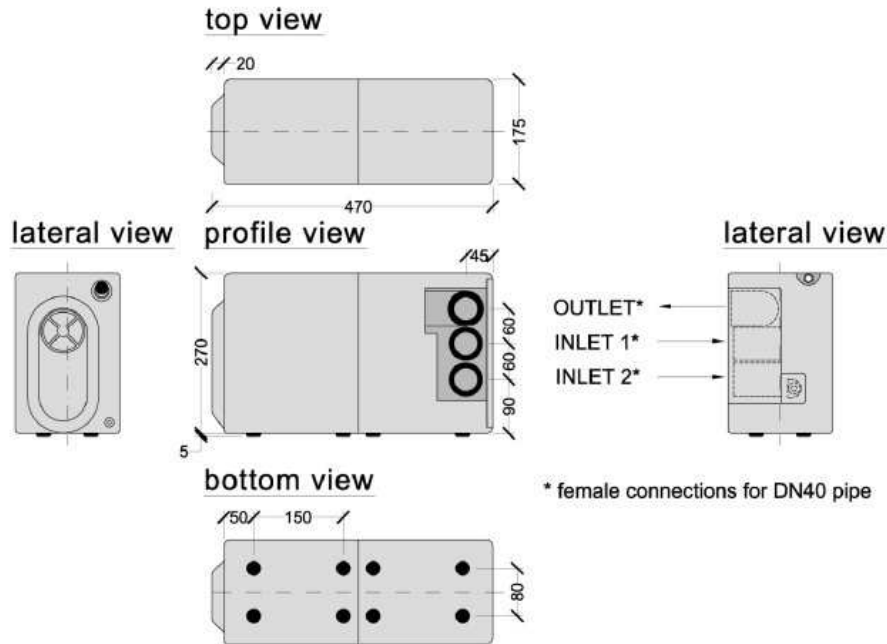 top view
20
175
470
lateral view
profile view
lateral view
45
270
60
60
90
5
OUTLET*
INLET 1*
INLET 2*
bottom view
* female connections for DN40 pipe
50
150
80